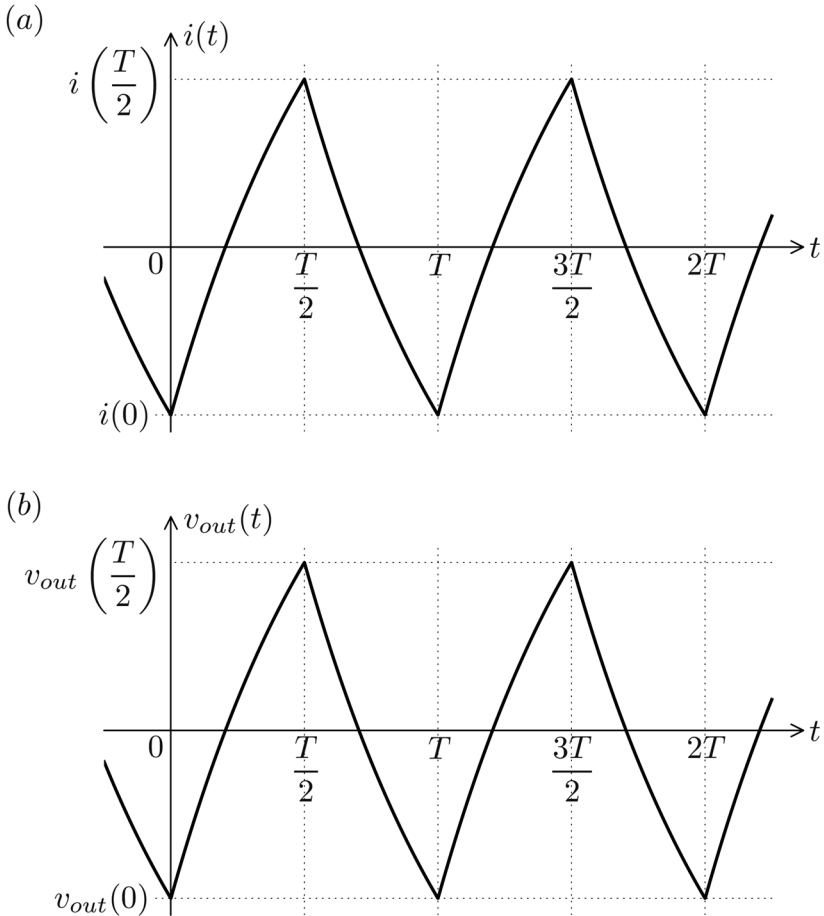 (a)
i(t)
i(T/2)
0
T/2
T
3T/2
2T
t
i(0)
(b)
v_out(t)
v_out(T/2)
0
T/2
T
3T/2
2T
t
v_out(0)